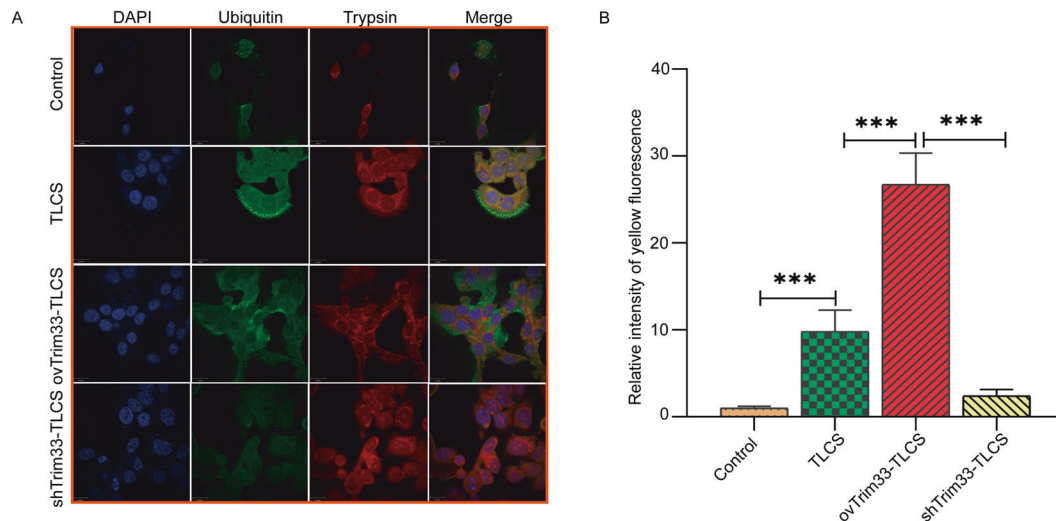 A
DAPI Ubiquitin Trypsin Merge
Control
TLCS
ovTrim33-TLCS
shTrim33-TLCS
B
Relative intensity of yellow fluorescence
40
30
20
10
0
***
***
***
Control
TLCS
ovTrim33-TLCS
shTrim33-TLCS